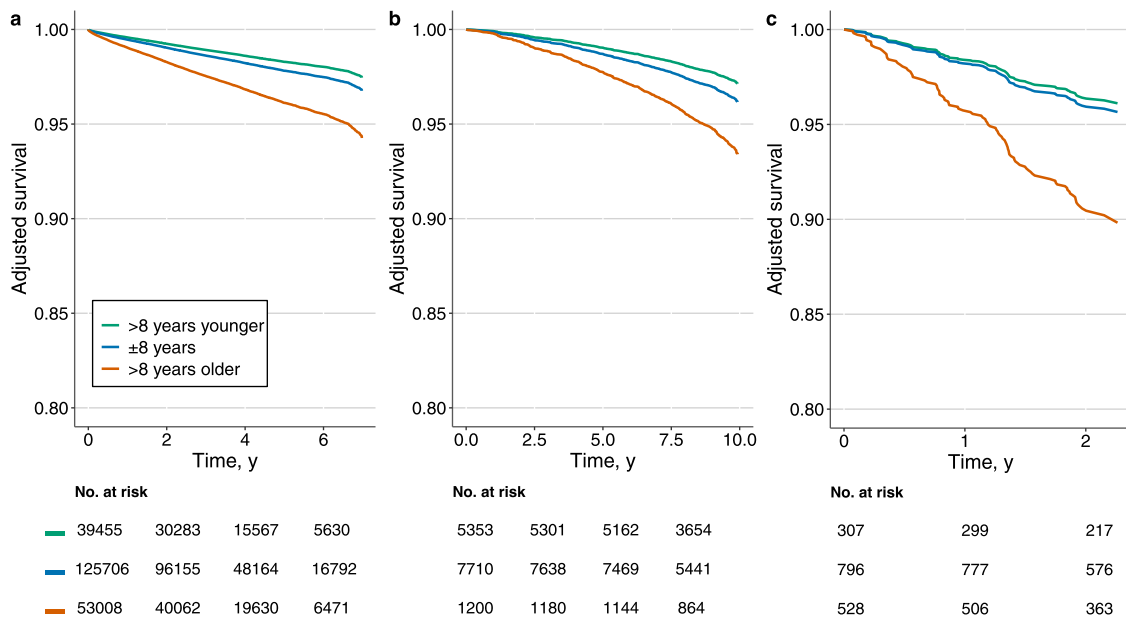 a
1.00
0.95
0.90
0.85
0.80
Adjusted survival
>8 years younger
±8 years
>8 years older
0 2 4 6
Time, y
No. at risk
39455 30283 15567 5630
125706 96155 48164 16792
53008 40062 19630 6471
b
1.00
0.95
0.90
0.85
0.80
Adjusted survival
0.0 2.5 5.0 7.5 10.0
Time, y
No. at risk
5353 5301 5162 3654
7710 7638 7469 5441
1200 1180 1144 864
c
1.00
0.95
0.90
0.85
0.80
Adjusted survival
0 1 2
Time, y
No. at risk
307 299 217
796 777 576
528 506 363